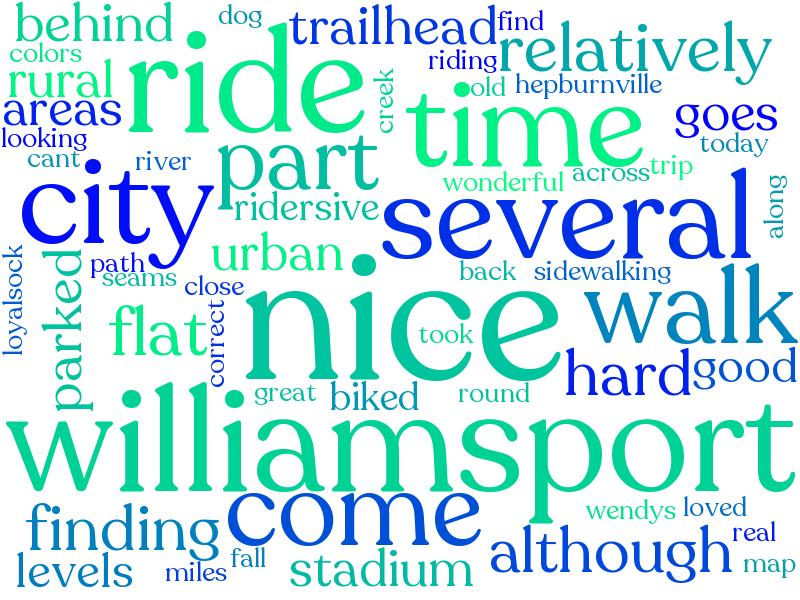 behind
dog
trailhead
find
colors
rural
ride
riding
relatively
areas
creek
old
hepburnville
looking
time
goes
today
cant
river
part
wonderful
across
trip
city
ridersive
several
along
urban
path
seams
close
back
sidewalking
loyalsock
parked
flat
correct
nice
took
walk
hard
good
great
biked
round
williamsport
finding
come
wendys
loved
although
real
levels
miles
fall
stadium
map